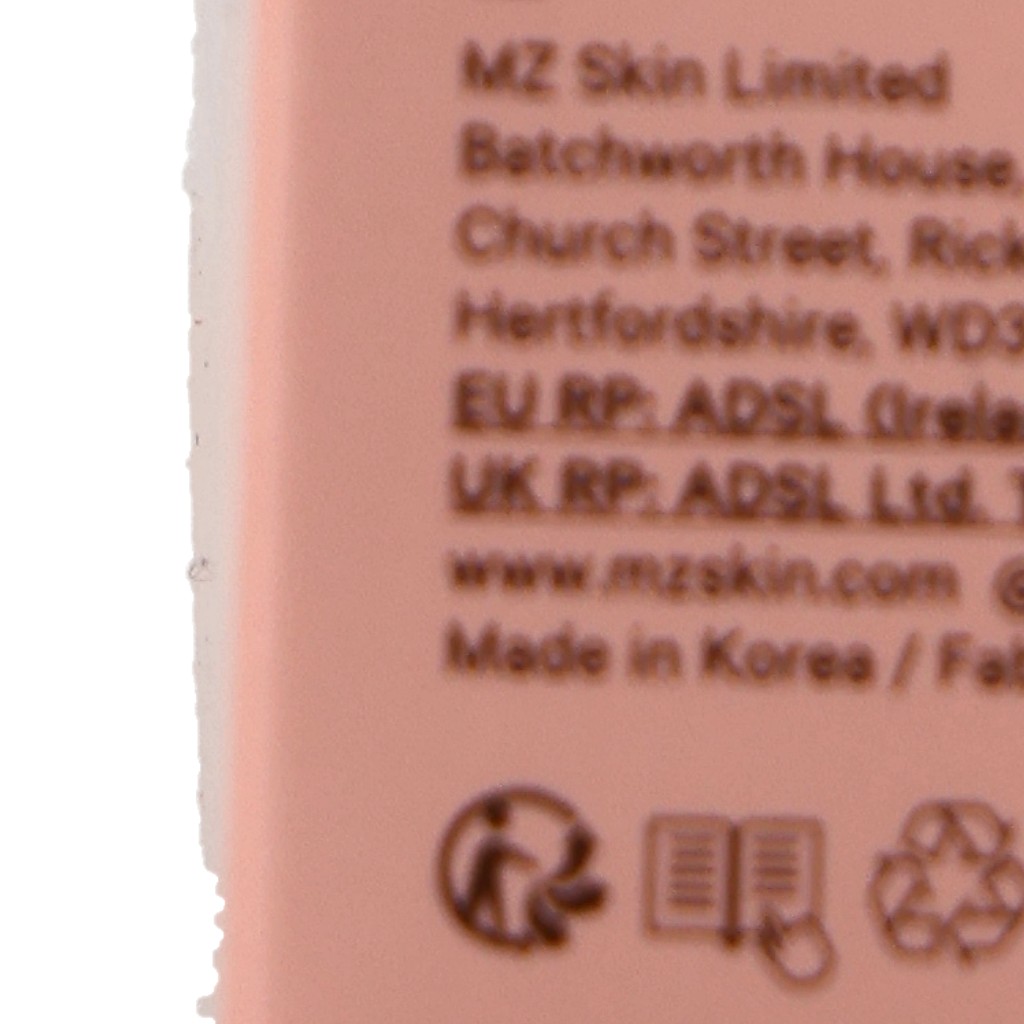 MZ Skin Limited
Batchworth House,
Church Street, Rick
Hertfordshire, WD3
EU RP: ADSL (Irela
UK RP: ADSL Ltd.
www.mzskin.com @
Made in Korea / Fab